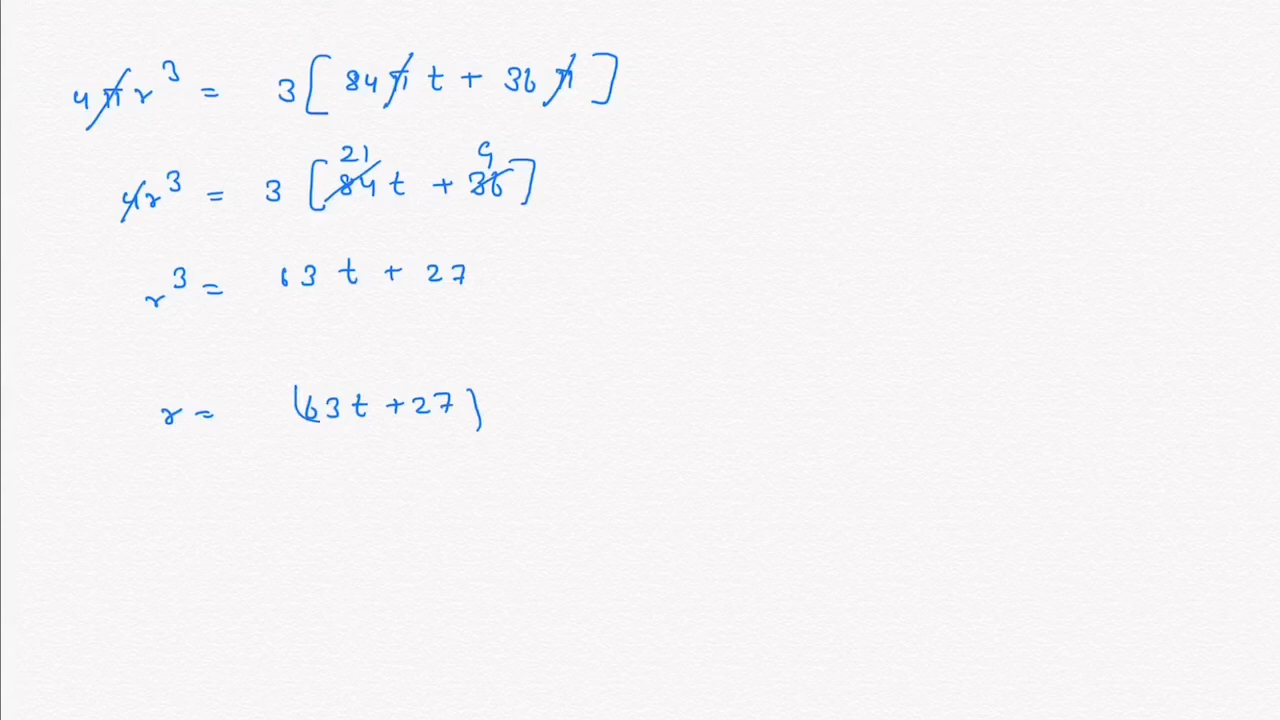 4πr³ = 3[84πt + 36π]
4r³ = 3[84t + 36] 21 9
r³ = 63t + 27
r = (63t + 27)